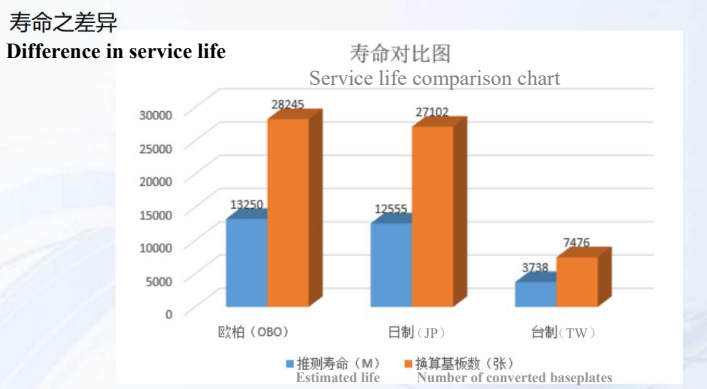 寿命之差异
Difference in service life
寿命对比图
Service life comparison chart
30000
25000
20000
15000
10000
5000
0
13250
28245
12555
27102
3738
7476
欧柏（OBO）
日制（JP）
台制（TW）
推测寿命（M）
Estimated life
换算基板数（张）
Number of converted baseplates